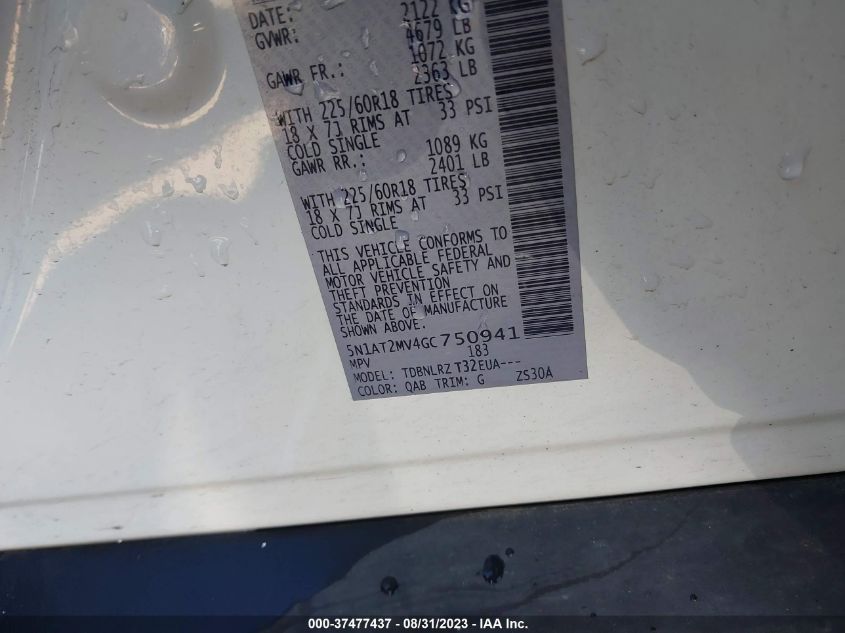 DATE: 2122 KG
GVWR: 4679 LB
1072 KG
GAWR FR.: 2363 LB
WITH 225/60R18 TIRES
18 X 7J RIMS AT 33 PSI
COLD SINGLE
1089 KG
GAWR RR.: 2401 LB
WITH 225/60R18 TIRES
18 X 7J RIMS AT 33 PSI
COLD SINGLE
THIS VEHICLE CONFORMS TO
ALL APPLICABLE FEDERAL
MOTOR VEHICLE SAFETY AND
THEFT PREVENTION
STANDARDS IN EFFECT ON
THE DATE OF MANUFACTURE
SHOWN ABOVE.
5N1AT2MV4GC750941
MPV 183
MODEL: TDBNLRZ T32EUA---
COLOR: QAB TRIM: G ZS30A
000-37477437 - 08/31/2023 - IAA Inc.